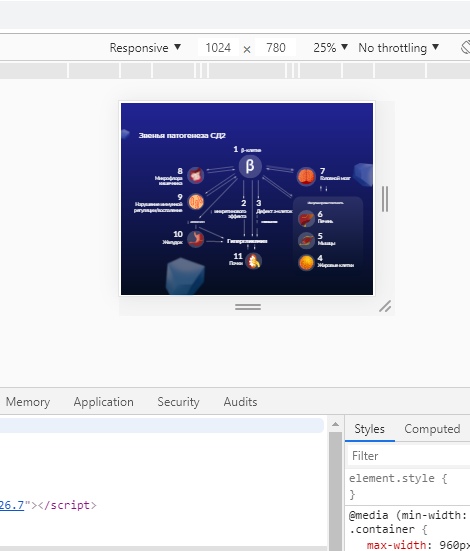 Responsive ▼ 1024 × 780 25% ▼ No throttling ▼
Звенья патогенеза СД2
1 β-клетки
β
8
Микрофлора
кишечника
7
Головной мозг
9
Нарушение иммунной
регуляции/воспаление
2
инкретинового
эффекта
3
Дефект α-клеток
6
Печень
10
Желудок
Гипергликемия
5
Мышцы
11
Почки
4
Жировые клетки
Memory Application Security Audits
Styles Computed
26.7"></script>
Filter
element.style {
}
@media (min-width:
.container {
max-width: 960px